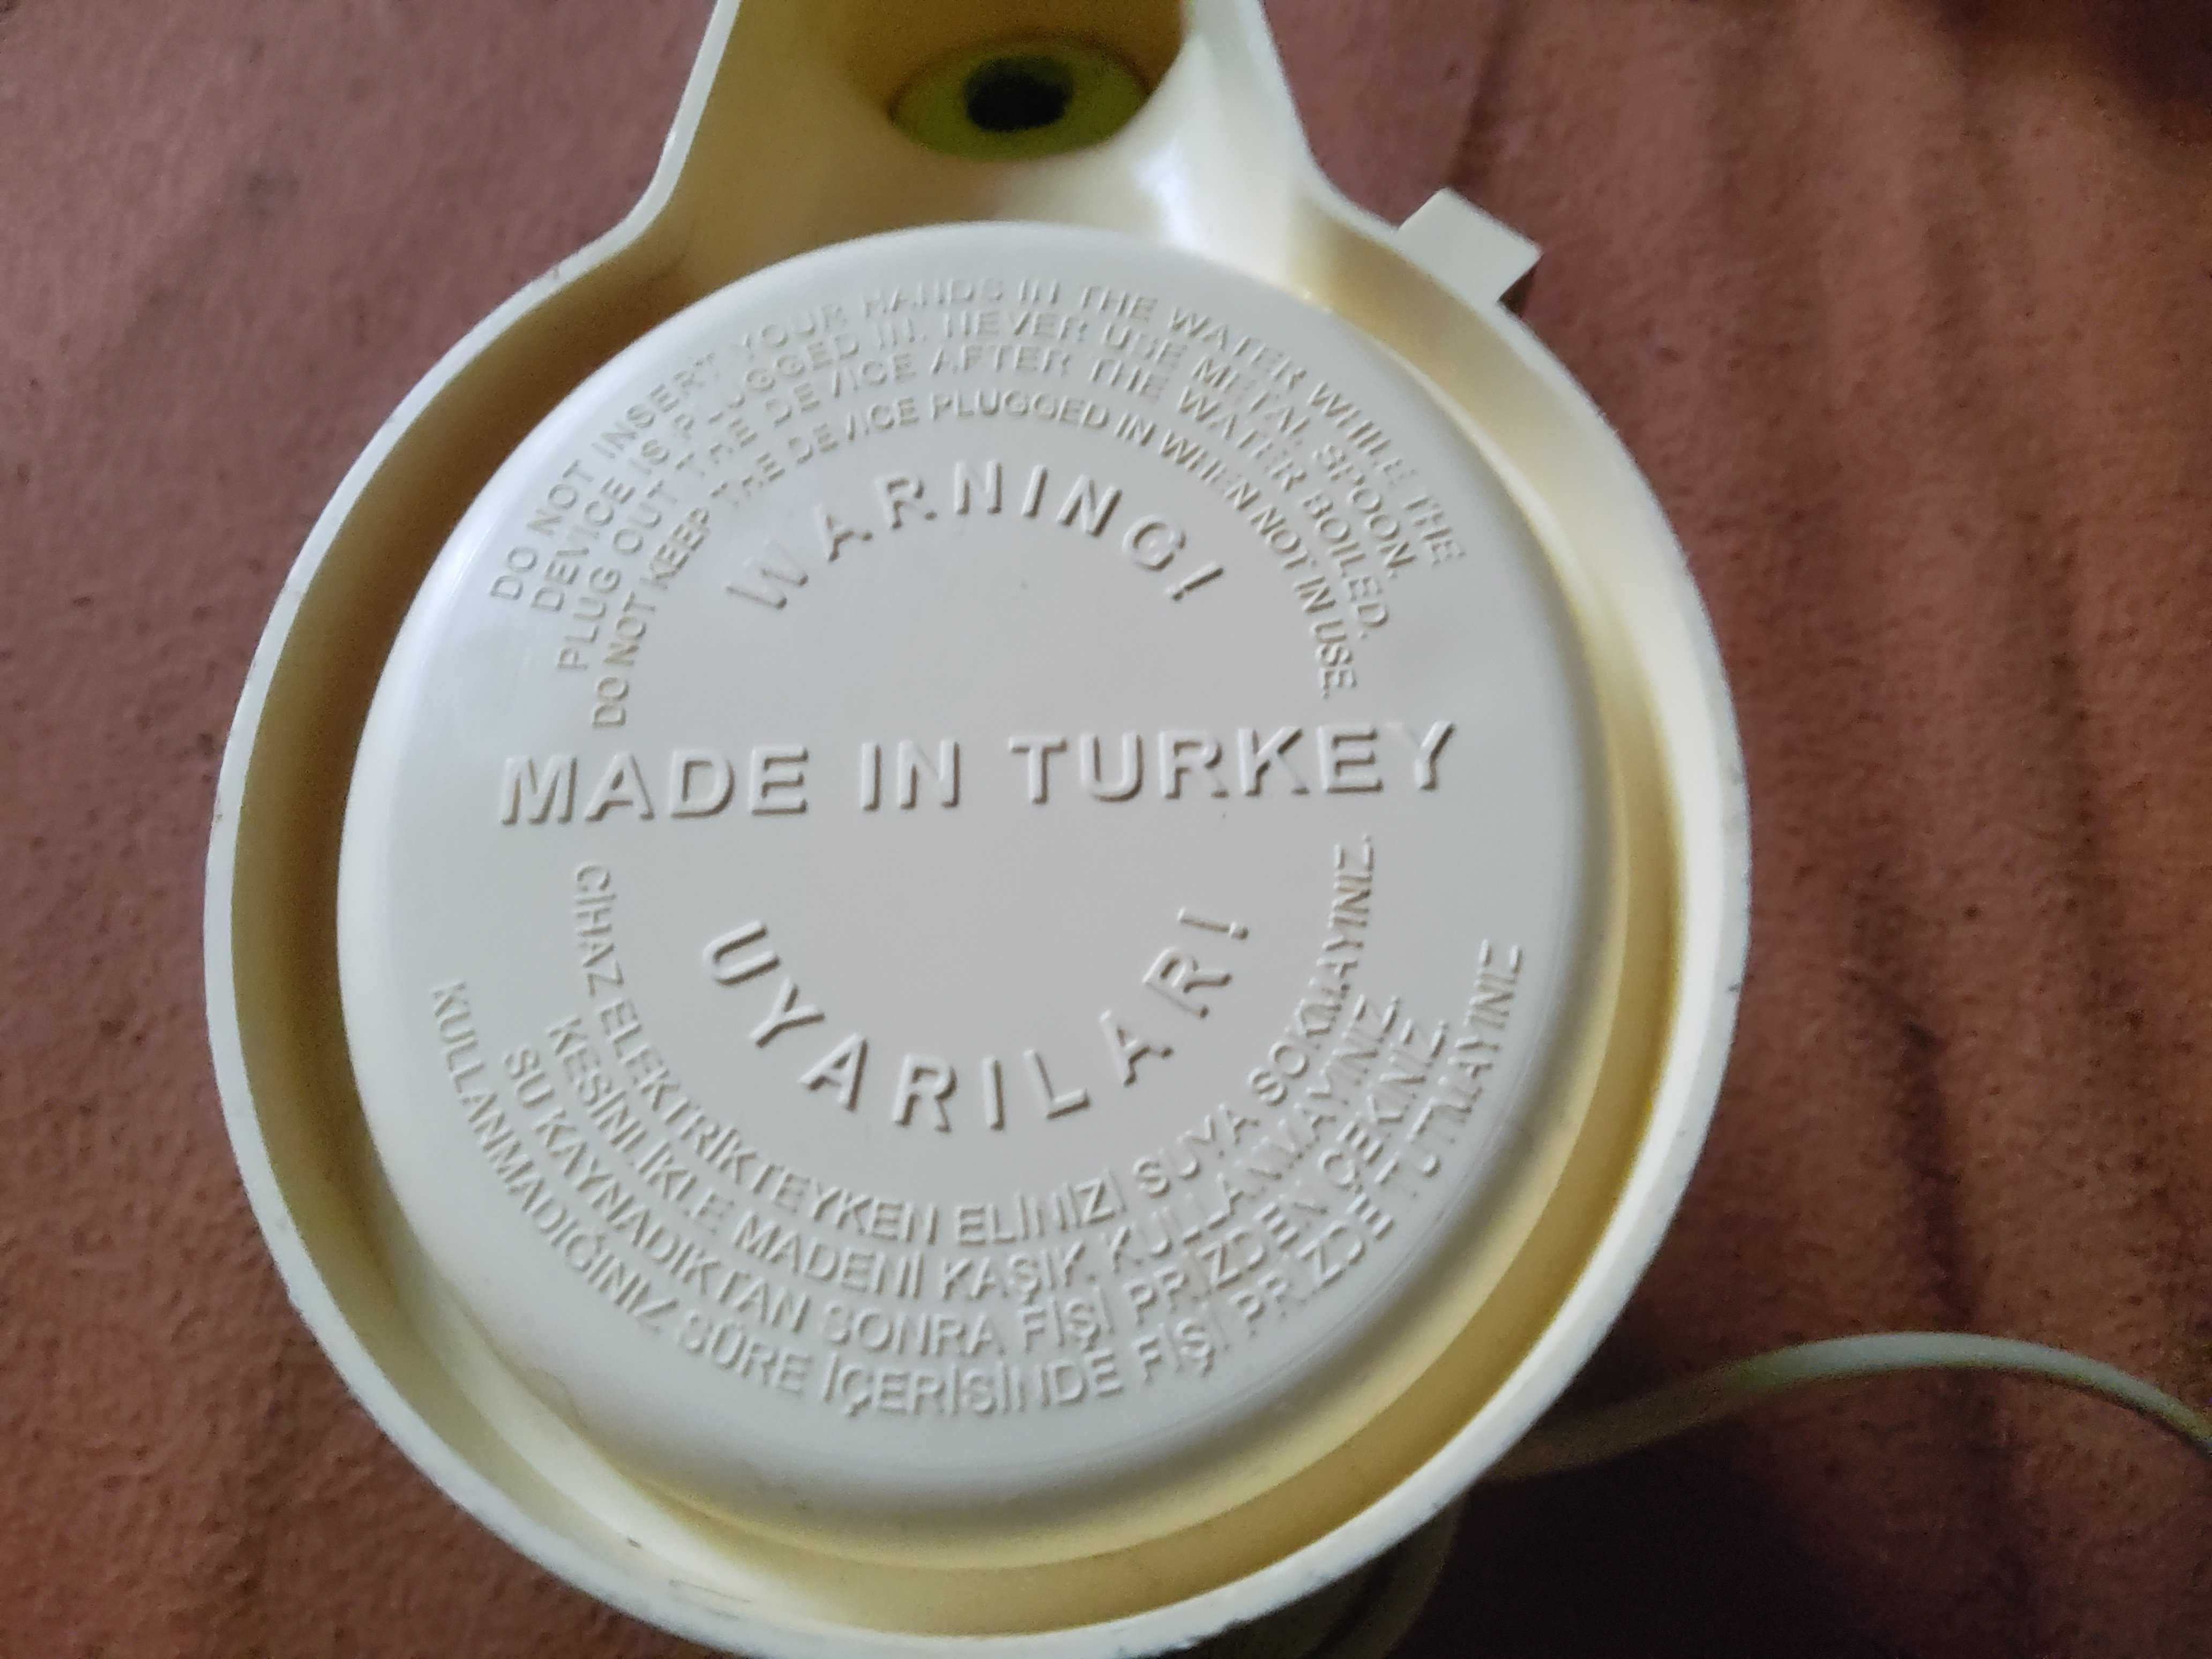 DO NOT INSERT YOUR HANDS IN THE WATER WHILE THE
DEVICE IS PLUGGED IN. NEVER USE METAL SPOON.
PLUG OUT THE DEVICE AFTER THE WATER BOILED.
DO NOT KEEP THE DEVICE PLUGGED IN WHEN NOT IN USE.
WARNING!
MADE IN TURKEY
UYARILAR!
CİHAZ ELEKTRİKTEYKEN ELİNİZİ SUYA SOKMAYINIZ.
KESİNLİKLE MADENİ KAŞIK KULLANMAYINIZ.
SU KAYNADIKTAN SONRA FİŞİ PRİZDEN ÇEKİNİZ.
KULLANMADIĞINIZ SÜRE İÇERİSİNDE FİŞİ PRİZDE TUTMAYINIZ